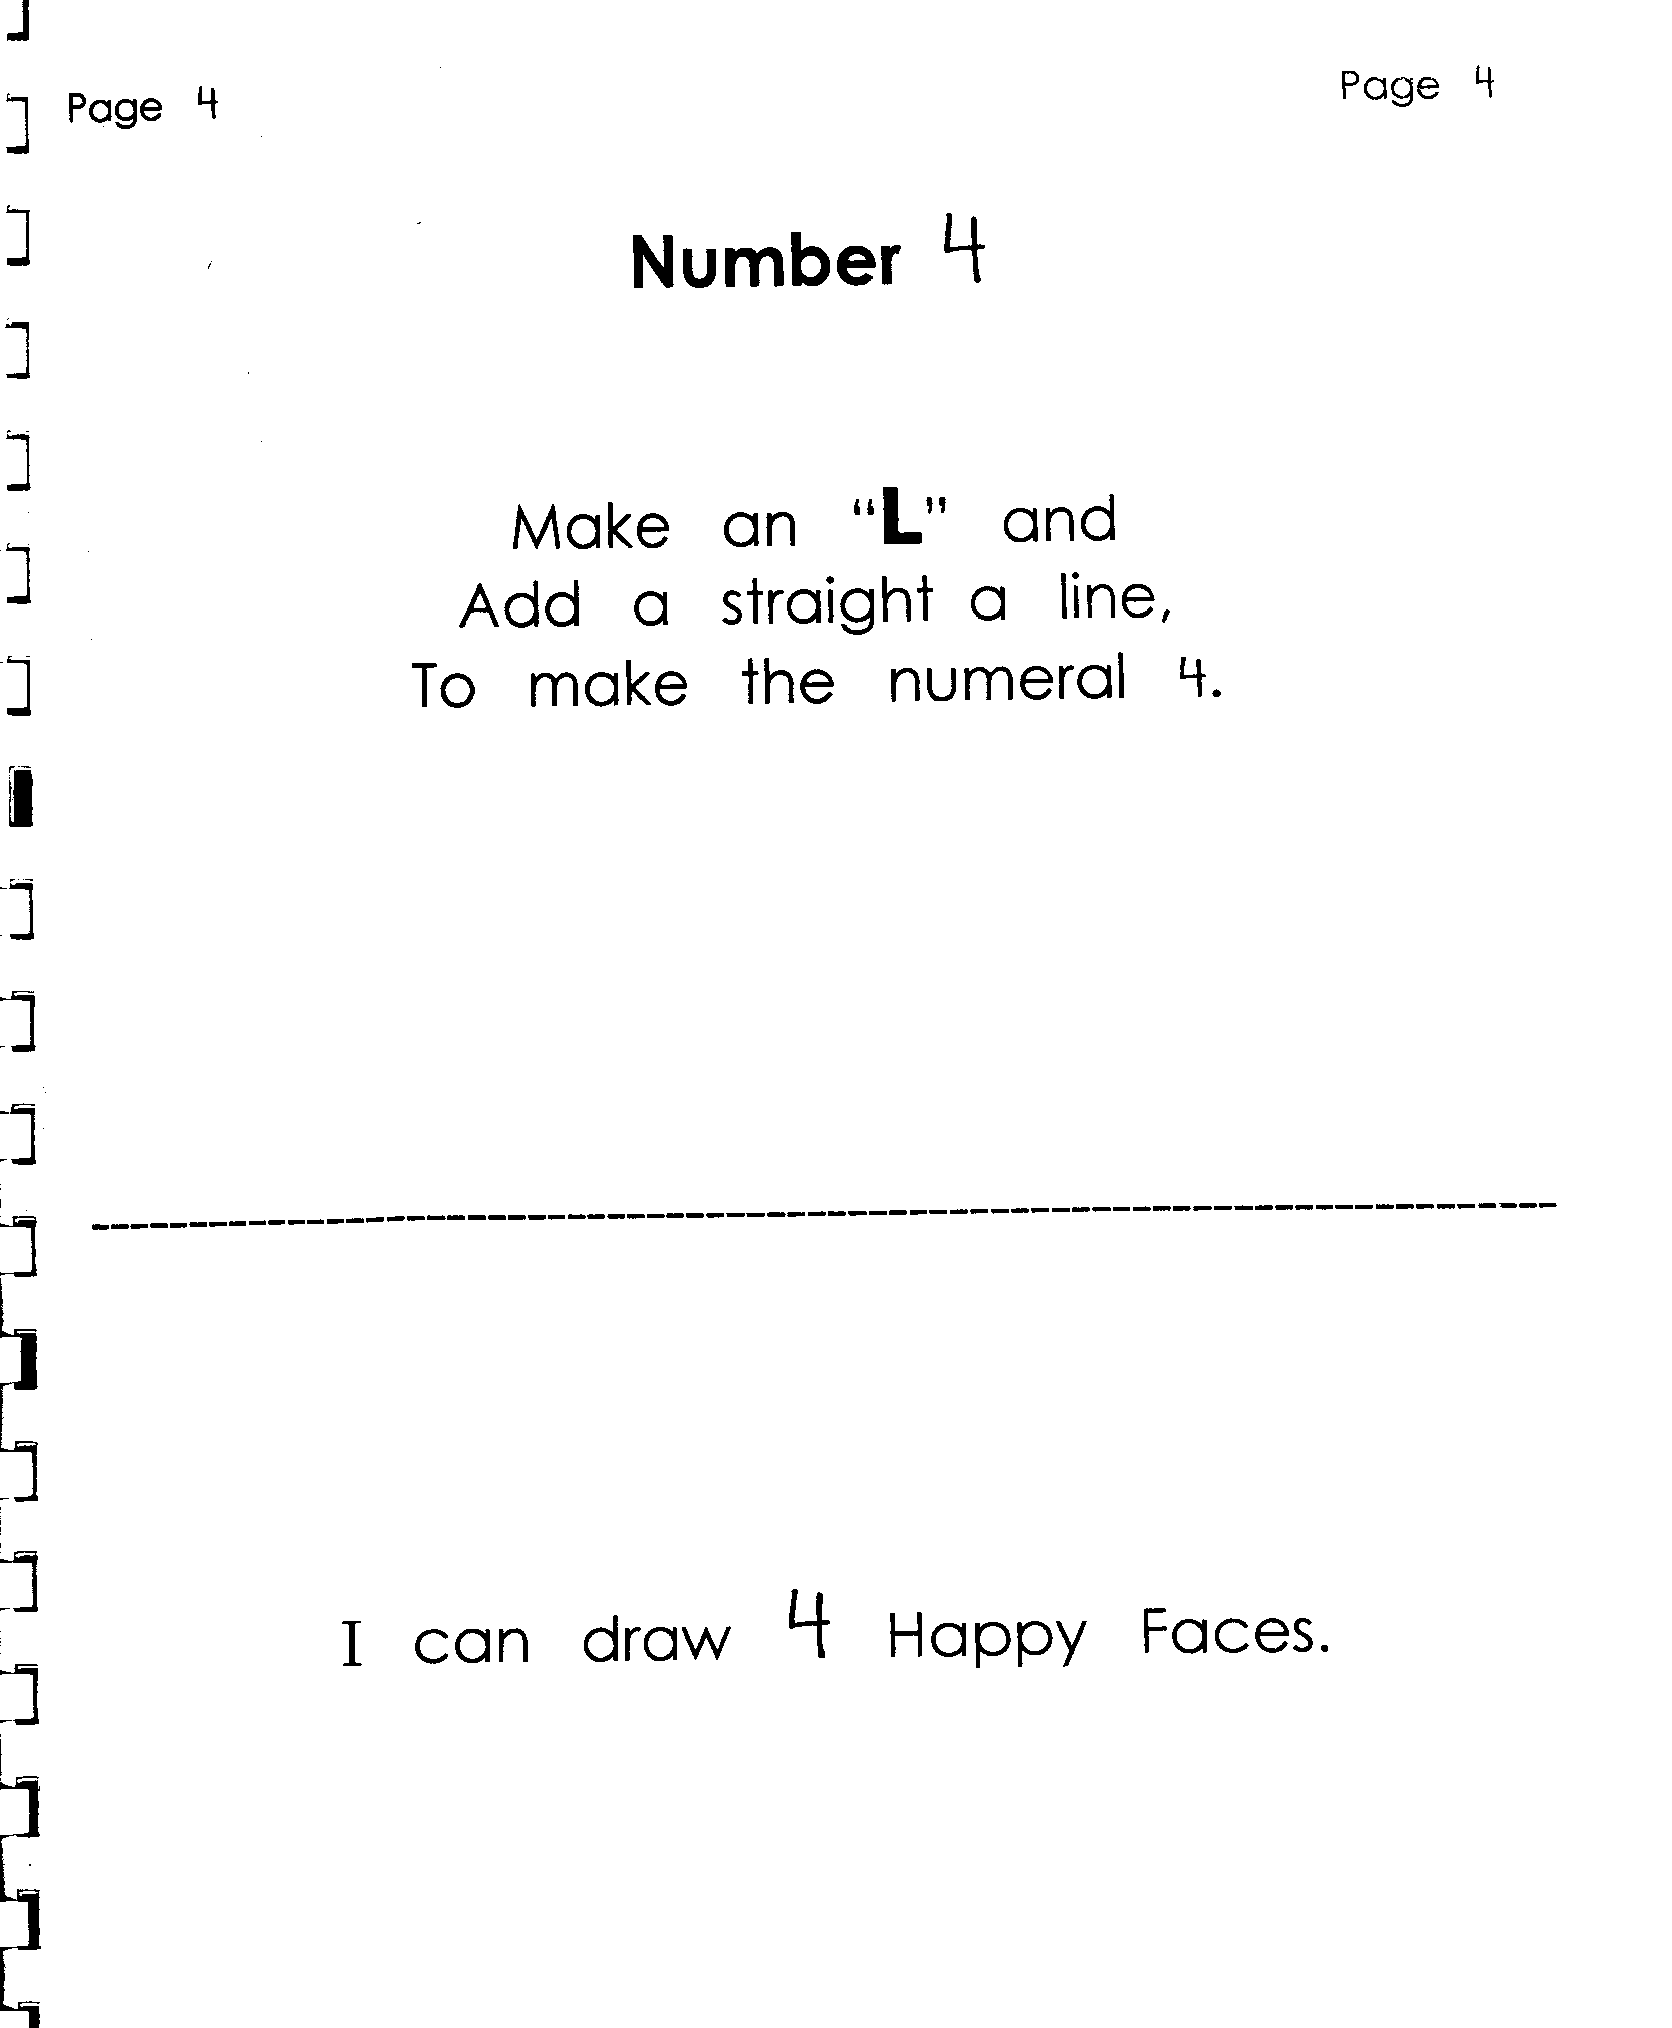 Page 4
Page 4
Number 4
Make an “L” and
Add a straight a line,
To make the numeral 4.
I can draw 4 Happy Faces.